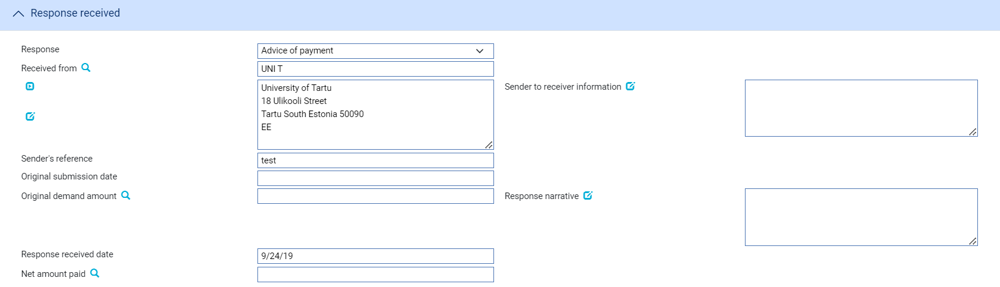 Response received
Response
Advice of payment
Received from
UNI T
University of Tartu
18 Ulikooli Street
Tartu South Estonia 50090
EE
Sender to receiver information
Sender's reference
test
Original submission date
Original demand amount
Response narrative
Response received date
9/24/19
Net amount paid